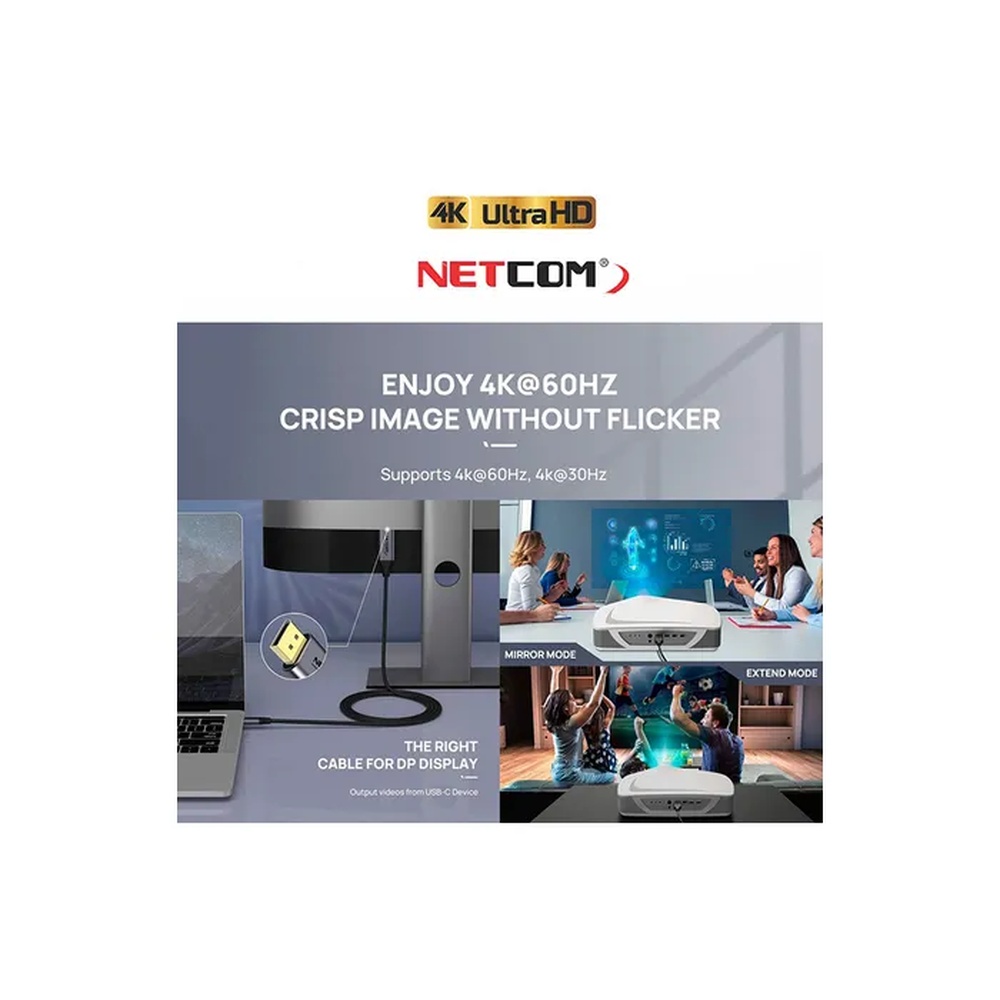 4K UltraHD
NETCOM®
ENJOY 4K@60HZ
CRISP IMAGE WITHOUT FLICKER
Supports 4k@60Hz, 4k@30Hz
MIRROR MODE
EXTEND MODE
THE RIGHT
CABLE FOR DP DISPLAY
Output videos from USB-C Device